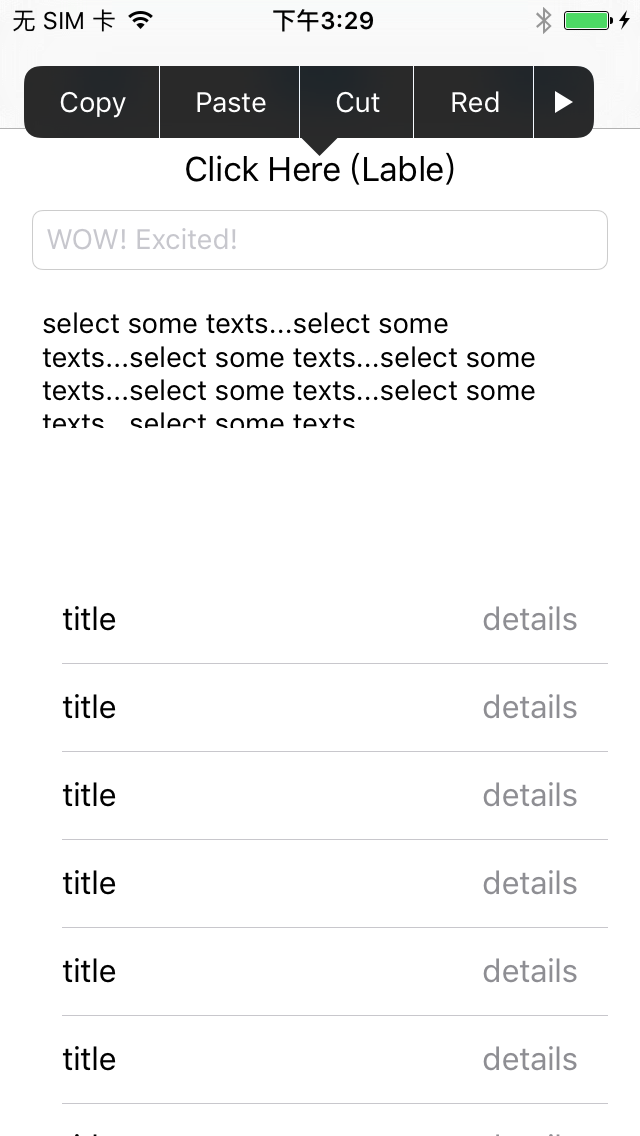 无 SIM 卡 下午3:29
Copy Paste Cut Red
Click Here (Lable)
WOW! Excited!
select some texts...select some
texts...select some texts...select some
texts...select some texts...select some
texts...select some texts
title details
title details
title details
title details
title details
title details